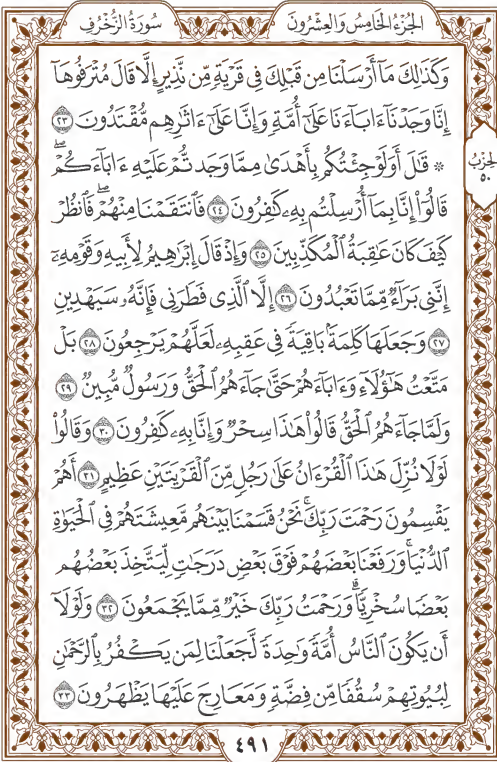 الجُزْءُ الخَامِسُ وَالعِشْرُونَ سُورَةُ الزُّخْرُفِ
وَكَذَٰلِكَ مَآ أَرْسَلْنَا مِن قَبْلِكَ فِي قَرْيَةٍ مِّن نَّذِيرٍ إِلَّا قَالَ مُتْرَفُوهَآ
إِنَّا وَجَدْنَآ ءَابَآءَنَا عَلَىٰٓ أُمَّةٍ وَإِنَّا عَلَىٰٓ ءَاثَٰرِهِم مُّقْتَدُونَ ٢٣
۞ قَٰلَ أَوَلَوْ جِئْتُكُم بِأَهْدَىٰ مِمَّا وَجَدتُّمْ عَلَيْهِ ءَابَآءَكُمْۖ
قَالُوٓاْ إِنَّا بِمَآ أُرْسِلْتُم بِهِۦ كَٰفِرُونَ ٢٤ فَٱنتَقَمْنَا مِنْهُمْۖ فَٱنظُرْ
كَيْفَ كَانَ عَٰقِبَةُ ٱلْمُكَذِّبِينَ ٢٥ وَإِذْ قَالَ إِبْرَٰهِيمُ لِأَبِيهِ وَقَوْمِهِۦٓ
إِنَّنِي بَرَآءٌ مِّمَّا تَعْبُدُونَ ٢٦ إِلَّا ٱلَّذِي فَطَرَنِي فَإِنَّهُۥ سَيَهْدِينِ
٢٧ وَجَعَلَهَا كَلِمَةَۢ بَاقِيَةً فِي عَقِبِهِۦ لَعَلَّهُمْ يَرْجِعُونَ ٢٨ بَلْ
مَتَّعْتُ هَٰٓؤُلَآءِ وَءَابَآءَهُمْ حَتَّىٰ جَآءَهُمُ ٱلْحَقُّ وَرَسُولٌ مُّبِينٌ ٢٩
وَلَمَّا جَآءَهُمُ ٱلْحَقُّ قَالُواْ هَٰذَا سِحْرٌ وَإِنَّا بِهِۦ كَٰفِرُونَ ٣٠ وَقَالُواْ
لَوْلَا نُزِّلَ هَٰذَا ٱلْقُرْءَانُ عَلَىٰ رَجُلٍ مِّنَ ٱلْقَرْيَتَيْنِ عَظِيمٍ ٣١ أَهُمْ
يَقْسِمُونَ رَحْمَتَ رَبِّكَۚ نَحْنُ قَسَمْنَا بَيْنَهُم مَّعِيشَتَهُمْ فِي ٱلْحَيَوٰةِ
ٱلدُّنْيَاۚ وَرَفَعْنَا بَعْضَهُمْ فَوْقَ بَعْضٍ دَرَجَٰتٍ لِّيَتَّخِذَ بَعْضُهُم
بَعْضًا سُخْرِيًّاۗ وَرَحْمَتُ رَبِّكَ خَيْرٌ مِّمَّا يَجْمَعُونَ ٣٢ وَلَوْلَآ
أَن يَكُونَ ٱلنَّاسُ أُمَّةً وَٰحِدَةً لَّجَعَلْنَا لِمَن يَكْفُرُ بِٱلرَّحْمَٰنِ
لِبُيُوتِهِمْ سُقُفًا مِّن فِضَّةٍ وَمَعَارِجَ عَلَيْهَا يَظْهَرُونَ ٣٣
الحِزْبُ
٥٠
٤٩١